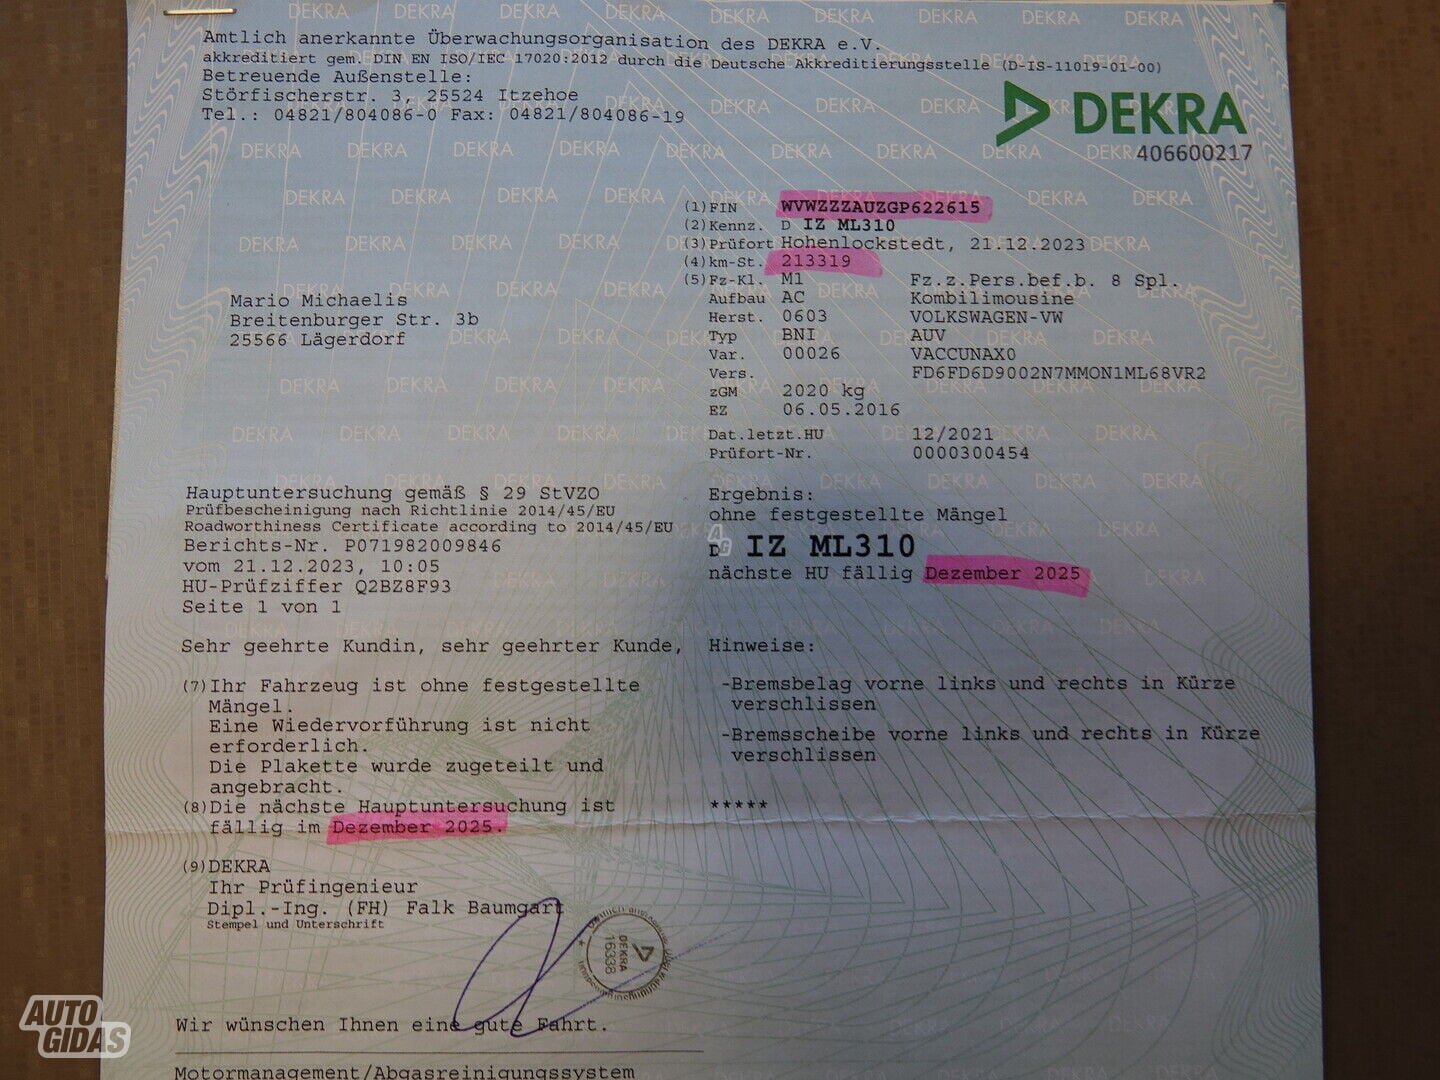 Amtlich anerkannte Überwachungsorganisation des DEKRA e.V.
akkreditiert gem. DIN EN ISO/IEC 17020:2012 durch die Deutsche Akkreditierungsstelle (D-IS-11019-01-00)
Betreuende Außenstelle:
Störfischerstr. 3, 25524 Itzehoe
Tel.: 04821/804086-0 Fax: 04821/804086-19
DEKRA
406600217
(1) FIN WVWZZZAUZGP622615
(2) Kennz. D IZ ML310
(3) Prüfort Hohenlockstedt, 21.12.2023
(4) km-St. 213319
(5) Fz-Kl. M1 Fz.z.Pers.bef.b. 8 Spl.
Aufbau AC Kombilimousine
Herst. 0603 VOLKSWAGEN-VW
Typ BNI AUV
Var. 00026 VACCUNAX0
Vers. FD6FD6D9002N7MMON1ML68VR2
zGM 2020 kg
EZ 06.05.2016
Dat.letzt.HU 12/2021
Prüfort-Nr. 0000300454
Mario Michaelis
Breitenburger Str. 3b
25566 Lägerdorf
Hauptuntersuchung gemäß § 29 StVZO
Prüfbescheinigung nach Richtlinie 2014/45/EU
Roadworthiness Certificate according to 2014/45/EU
Berichts-Nr. P071982009846
vom 21.12.2023, 10:05
HU-Prüfziffer Q2BZ8F93
Seite 1 von 1
Ergebnis:
ohne festgestellte Mängel
D IZ ML310
nächste HU fällig Dezember 2025
Sehr geehrte Kundin, sehr geehrter Kunde,
(7) Ihr Fahrzeug ist ohne festgestellte
Mängel.
Eine Wiedervorführung ist nicht
erforderlich.
Die Plakette wurde zugeteilt und
angebracht.
(8) Die nächste Hauptuntersuchung ist
fällig im Dezember 2025.
(9) DEKRA
Ihr Prüfingenieur
Dipl.-Ing. (FH) Falk Baumgart
Stempel und Unterschrift
Hinweise:
-Bremsbelag vorne links und rechts in Kürze
verschlissen
-Bremsscheibe vorne links und rechts in Kürze
verschlissen
*****
DEKRA
16338
Wir wünschen Ihnen eine gute Fahrt.
Motormanagement/Abgasreinigungssystem
AUTO
GIDAS